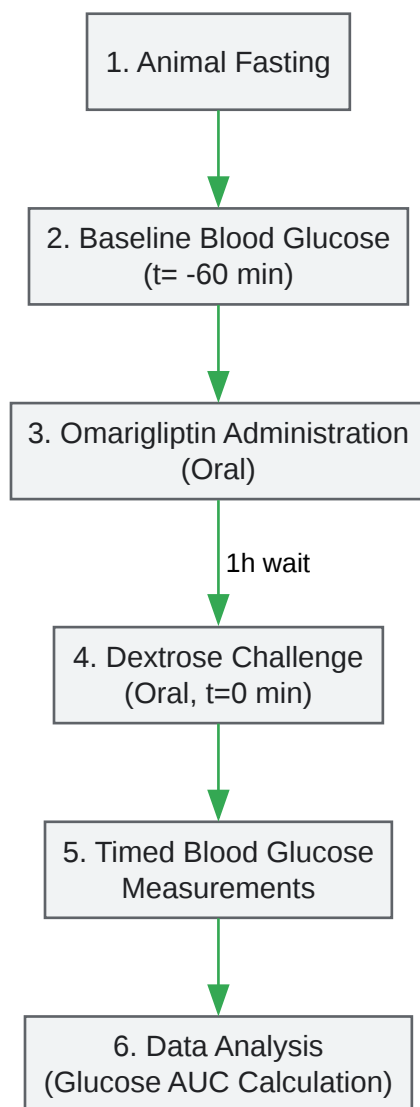 1. Animal Fasting
2. Baseline Blood Glucose
(t= -60 min)
3. Omarigliptin Administration
(Oral)
1h wait
4. Dextrose Challenge
(Oral, t=0 min)
5. Timed Blood Glucose
Measurements
6. Data Analysis
(Glucose AUC Calculation)